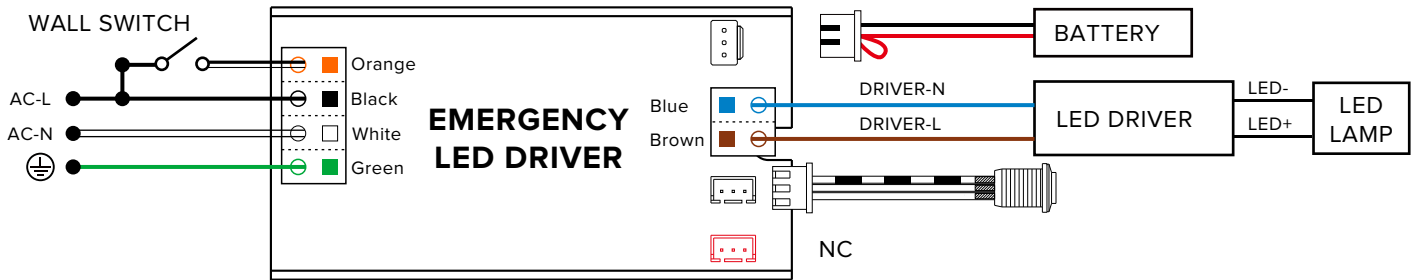 WALL SWITCH
Orange
AC-L
Black
AC-N
White
Green
EMERGENCY
LED DRIVER
Blue
Brown
BATTERY
DRIVER-N
DRIVER-L
LED DRIVER
LED-
LED+
LED
LAMP
NC